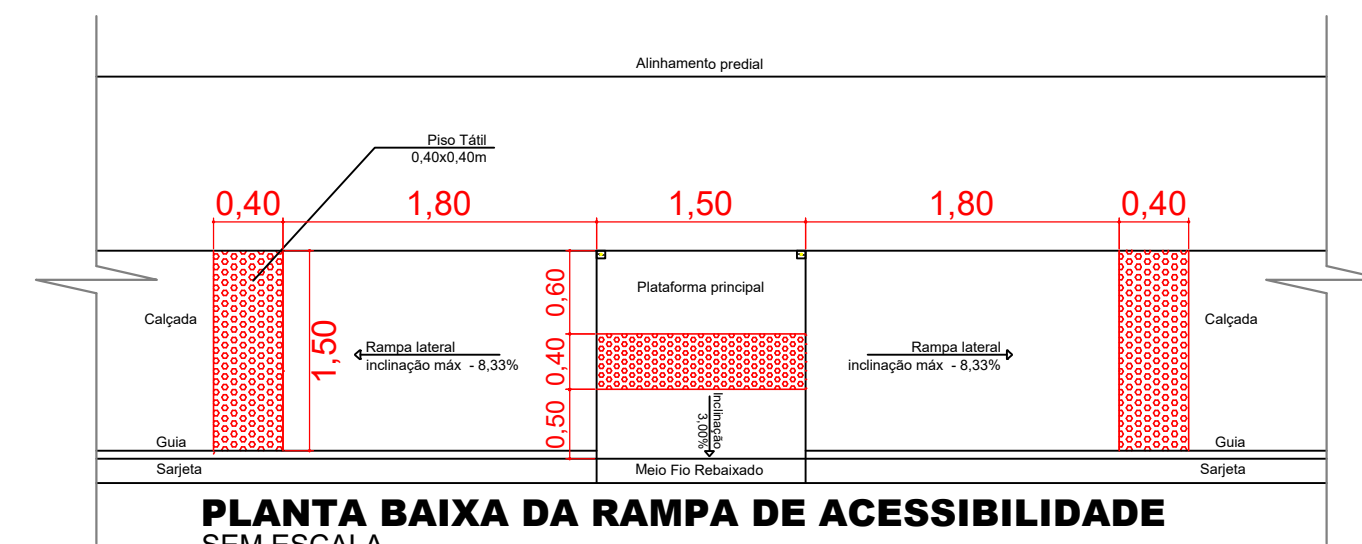 Alinhamento predial
Piso Tátil
0,40x0,40m
0,40
1,80
1,50
1,80
0,40
0,60
Plataforma principal
Calçada
Calçada
1,50
Rampa lateral
inclinação máx - 8,33%
0,40
Rampa lateral
inclinação máx - 8,33%
0,50
Inclinação
3,00%
Guia
Guia
Sarjeta
Meio Fio Rebaixado
Sarjeta
PLANTA BAIXA DA RAMPA DE ACESSIBILIDADE
SEM ESCALA